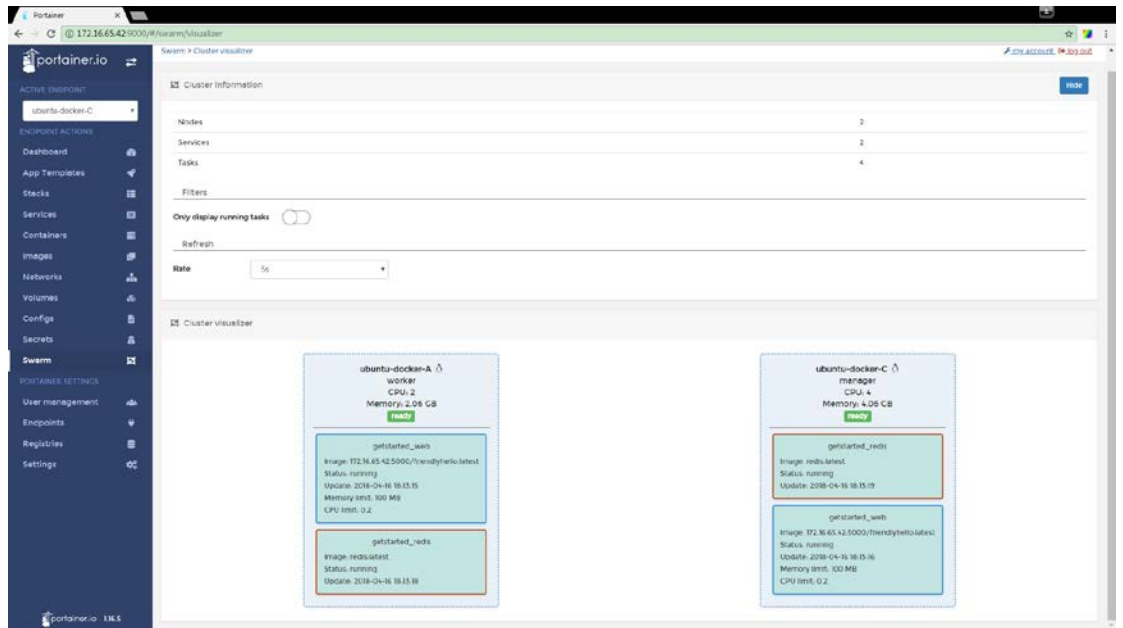 Portainer
172.16.65.42:9000/#/swarm/visualizer
portainer.io
Swarm > Cluster visualizer
my account log out
ACTIVE ENDPOINT
ubuntu-docker-C
ENDPOINT ACTIONS
Dashboard
App Templates
Stacks
Services
Containers
Images
Networks
Volumes
Configs
Secrets
Swarm
PORTAINER SETTINGS
User management
Endpoints
Registries
Settings
portainer.io 1.16.5
Cluster information
Hide
Nodes 2
Services 2
Tasks 4
Filters
Only display running tasks
Refresh
Rate 5s
Cluster visualizer
ubuntu-docker-A
worker
CPU: 2
Memory: 2.06 GB
ready
getstarted_web
Image: 172.16.65.42:5000/friendlyhello:latest
Status: running
Update: 2018-04-16 18:15:15
Memory limit: 100 MB
CPU limit: 0.2
getstarted_redis
Image: redis:latest
Status: running
Update: 2018-04-16 18:15:18
ubuntu-docker-C
manager
CPU: 4
Memory: 4.06 GB
ready
getstarted_redis
Image: redis:latest
Status: running
Update: 2018-04-16 18:15:19
getstarted_web
Image: 172.16.65.42:5000/friendlyhello:latest
Status: running
Update: 2018-04-16 18:15:16
Memory limit: 100 MB
CPU limit: 0.2